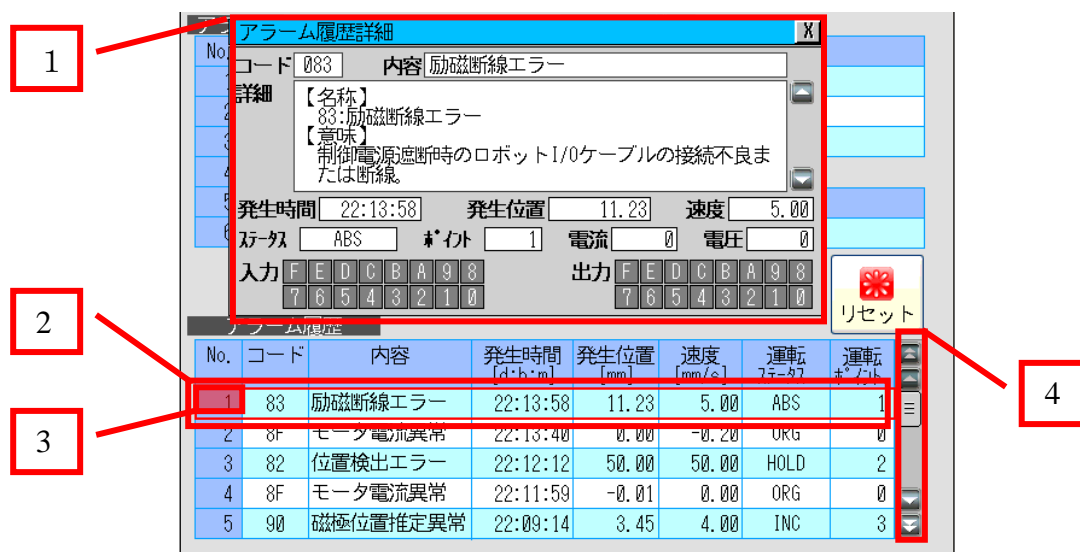 1
アラーム履歴詳細 X
No.
コード 083 内容 励磁断線エラー
詳細 【名称】
83:励磁断線エラー
【意味】
制御電源遮断時のロボットI/Oケーブルの接続不良ま
たは断線。
発生時間 22:13:58 発生位置 11.23 速度 5.00
ステータス ABS ポイント 1 電流 0 電圧 0
入力 F E D C B A 9 8 出力 F E D C B A 9 8
7 6 5 4 3 2 1 0 7 6 5 4 3 2 1 0
リセット
2
アラーム履歴
No. コード 内容 発生時間 発生位置 速度 運転 運転
[d:h:m] [mm] [mm/s] ステータス ポイント
1 83 励磁断線エラー 22:13:58 11.23 5.00 ABS 1
4
3
2 8F モータ電流異常 22:13:40 0.00 -0.20 ORG 0
3 82 位置検出エラー 22:12:12 50.00 50.00 HOLD 2
4 8F モータ電流異常 22:11:59 -0.01 0.00 ORG 0
5 90 磁極位置推定異常 22:09:14 3.45 4.00 INC 3